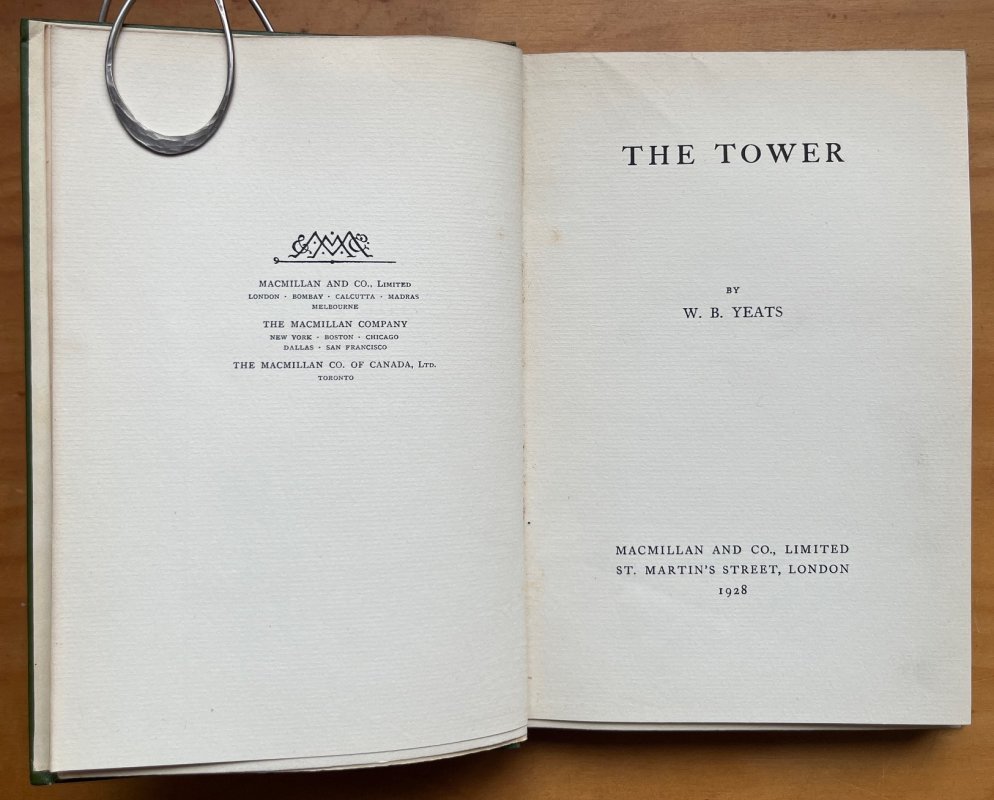 MACMILLAN AND CO., LIMITED
LONDON · BOMBAY · CALCUTTA · MADRAS
MELBOURNE
THE MACMILLAN COMPANY
NEW YORK · BOSTON · CHICAGO
DALLAS · SAN FRANCISCO
THE MACMILLAN CO. OF CANADA, LTD.
TORONTO
THE TOWER
BY
W. B. YEATS
MACMILLAN AND CO., LIMITED
ST. MARTIN'S STREET, LONDON
1928